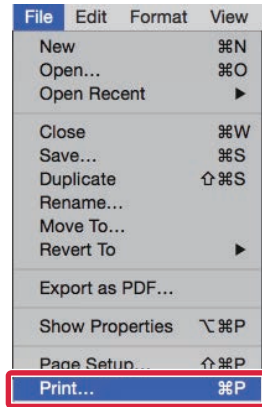 File Edit Format View
New ⌘N
Open... ⌘O
Open Recent ▶
Close ⌘W
Save... ⌘S
Duplicate ⇧⌘S
Rename...
Move To...
Revert To ▶
Export as PDF...
Show Properties ⌥⌘P
Page Setup... ⇧⌘P
Print... ⌘P